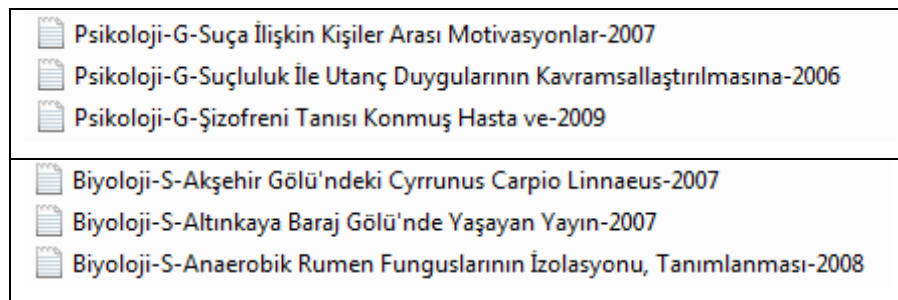 Psikoloji-G-Suça İlişkin Kişiler Arası Motivasyonlar-2007
Psikoloji-G-Suçluluk İle Utanç Duygularının Kavramsallaştırılmasına-2006
Psikoloji-G-Şizofreni Tanısı Konmuş Hasta ve-2009
Biyoloji-S-Akşehir Gölü'ndeki Cyrrunus Carpio Linnaeus-2007
Biyoloji-S-Altınkaya Baraj Gölü'nde Yaşayan Yayın-2007
Biyoloji-S-Anaerobik Rumen Funguslarının İzolasyonu, Tanımlanması-2008